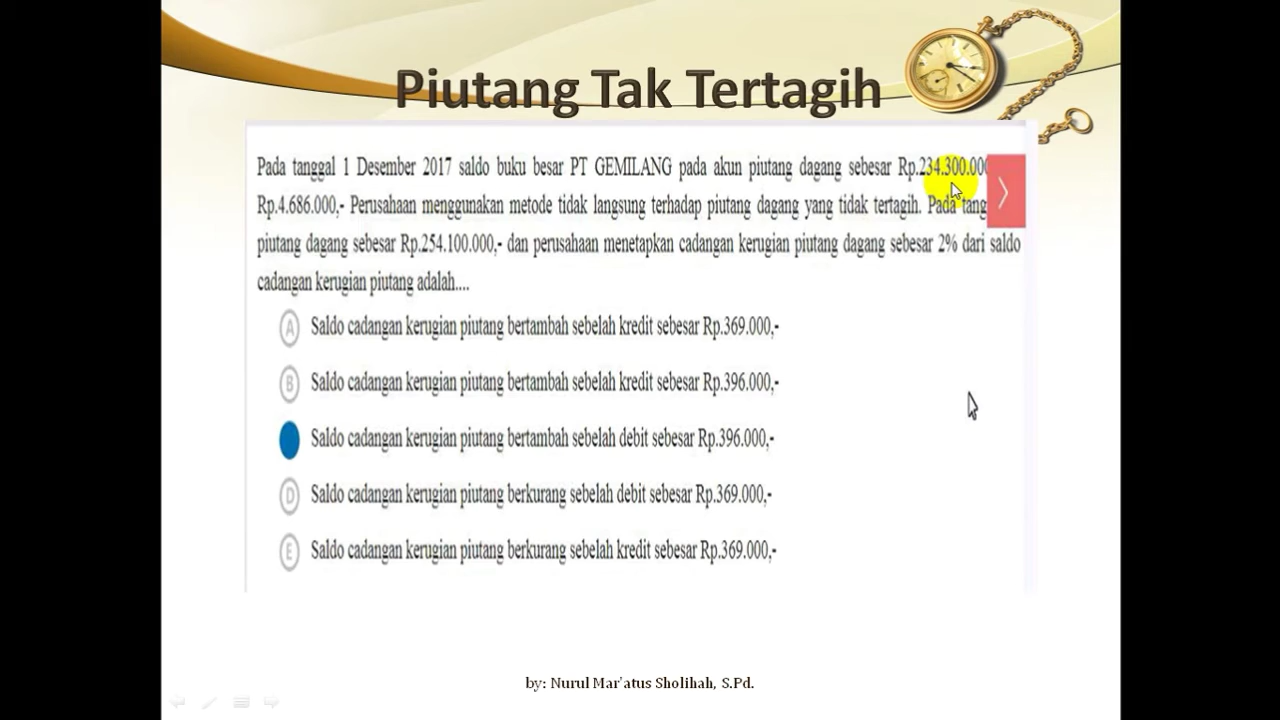 Piutang Tak Tertagih
Pada tanggal 1 Desember 2017 saldo buku besar PT GEMILANG pada akun piutang dagang sebesar Rp.234.300.000
Rp.4.686.000,- Perusahaan menggunakan metode tidak langsung terhadap piutang dagang yang tidak tertagih. Pada tang
piutang dagang sebesar Rp.254.100.000,- dan perusahaan menetapkan cadangan kerugian piutang dagang sebesar 2% dari saldo
cadangan kerugian piutang adalah....
A Saldo cadangan kerugian piutang bertambah sebelah kredit sebesar Rp.369.000,-
B Saldo cadangan kerugian piutang bertambah sebelah kredit sebesar Rp.396.000,-
Saldo cadangan kerugian piutang bertambah sebelah debit sebesar Rp.396.000,-
D Saldo cadangan kerugian piutang berkurang sebelah debit sebesar Rp.369.000,-
E Saldo cadangan kerugian piutang berkurang sebelah kredit sebesar Rp.369.000,-
by: Nurul Mar'atus Sholihah, S.Pd.